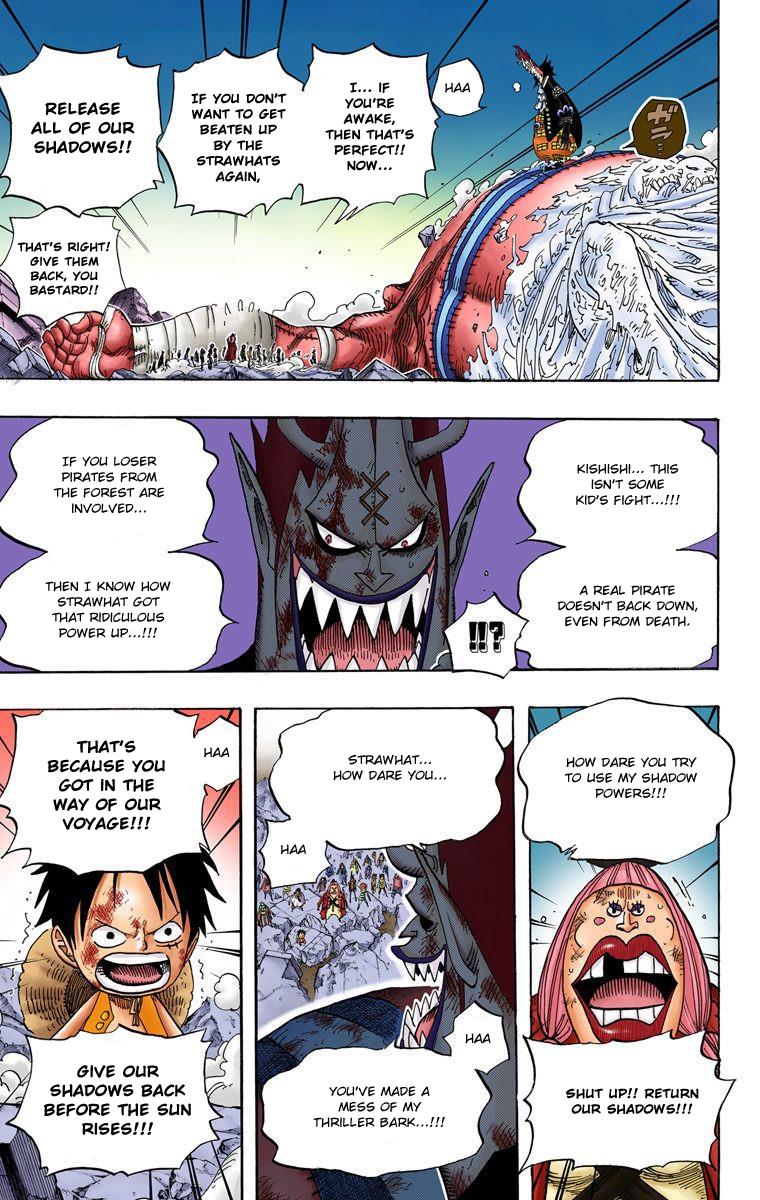 ガラ…
HAA
I... IF
YOU'RE
AWAKE,
THEN THAT'S
PERFECT!!
NOW...
IF YOU DON'T
WANT TO GET
BEATEN UP
BY THE
STRAWHATS
AGAIN,
RELEASE
ALL OF OUR
SHADOWS!!
THAT'S RIGHT!
GIVE THEM
BACK, YOU
BASTARD!!
KISHISHI... THIS
ISN'T SOME
KID'S FIGHT...!!!
A REAL PIRATE
DOESN'T BACK DOWN,
EVEN FROM DEATH.
!!?
IF YOU LOSER
PIRATES FROM
THE FOREST ARE
INVOLVED...
THEN I KNOW HOW
STRAWHAT GOT
THAT RIDICULOUS
POWER UP...!!!
HOW DARE YOU TRY
TO USE MY SHADOW
POWERS!!!
SHUT UP!! RETURN
OUR SHADOWS!!!
STRAWHAT...
HOW DARE YOU...
HAA
HAA
YOU'VE MADE A
MESS OF MY
THRILLER BARK...!!!
HAA
THAT'S
BECAUSE YOU
GOT IN THE
WAY OF OUR
VOYAGE!!!
GIVE OUR
SHADOWS BACK
BEFORE THE SUN
RISES!!!